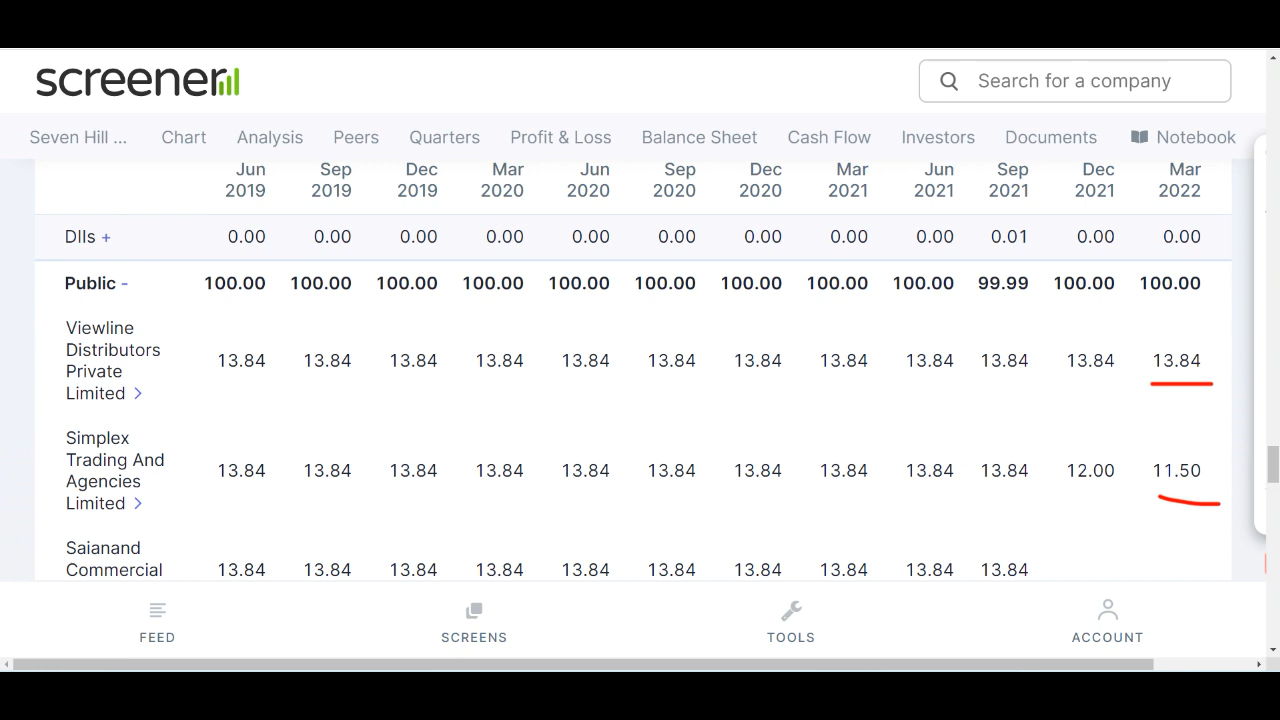 screener
Search for a company
Seven Hill ... Chart Analysis Peers Quarters Profit & Loss Balance Sheet Cash Flow Investors Documents Notebook
Jun Sep Dec Mar Jun Sep Dec Mar Jun Sep Dec Mar
2019 2019 2019 2020 2020 2020 2020 2021 2021 2021 2021 2022
DIIs + 0.00 0.00 0.00 0.00 0.00 0.00 0.00 0.00 0.00 0.01 0.00 0.00
Public - 100.00 100.00 100.00 100.00 100.00 100.00 100.00 100.00 100.00 99.99 100.00 100.00
Viewline
Distributors
Private
Limited >
13.84 13.84 13.84 13.84 13.84 13.84 13.84 13.84 13.84 13.84 13.84 13.84
Simplex
Trading And
Agencies
Limited >
13.84 13.84 13.84 13.84 13.84 13.84 13.84 13.84 13.84 13.84 12.00 11.50
Saianand
Commercial
13.84 13.84 13.84 13.84 13.84 13.84 13.84 13.84 13.84 13.84
FEED SCREENS TOOLS ACCOUNT